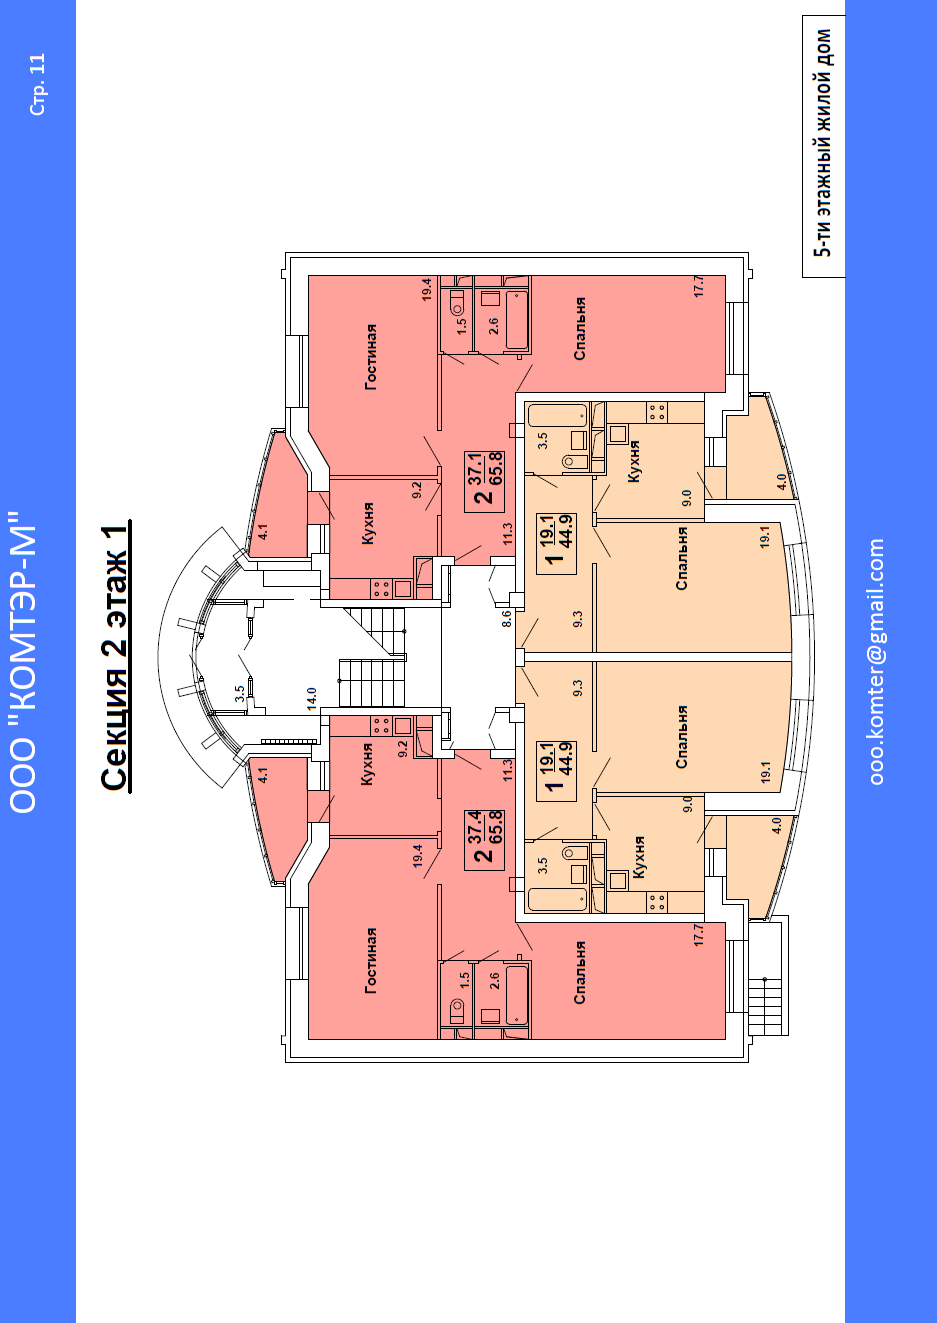 ООО "КОМТЭР-М"
Стр. 11
Секция 2 этаж 1
3.5
4.1
4.1
14.0
Гостиная
Кухня
Кухня
Гостиная
19.4
9.2
9.2
19.4
1.5
1.5
2 37.4
65.8
2 37.1
65.8
2.6
2.6
11.3
8.6
11.3
3.5
1 19.1
44.9
1 19.1
44.9
3.5
Спальня
9.3
9.3
Спальня
Кухня
Кухня
Спальня
Спальня
17.7
9.0
9.0
17.7
4.0
19.1
19.1
4.0
5-ти этажный жилой дом
ooo.komter@gmail.com